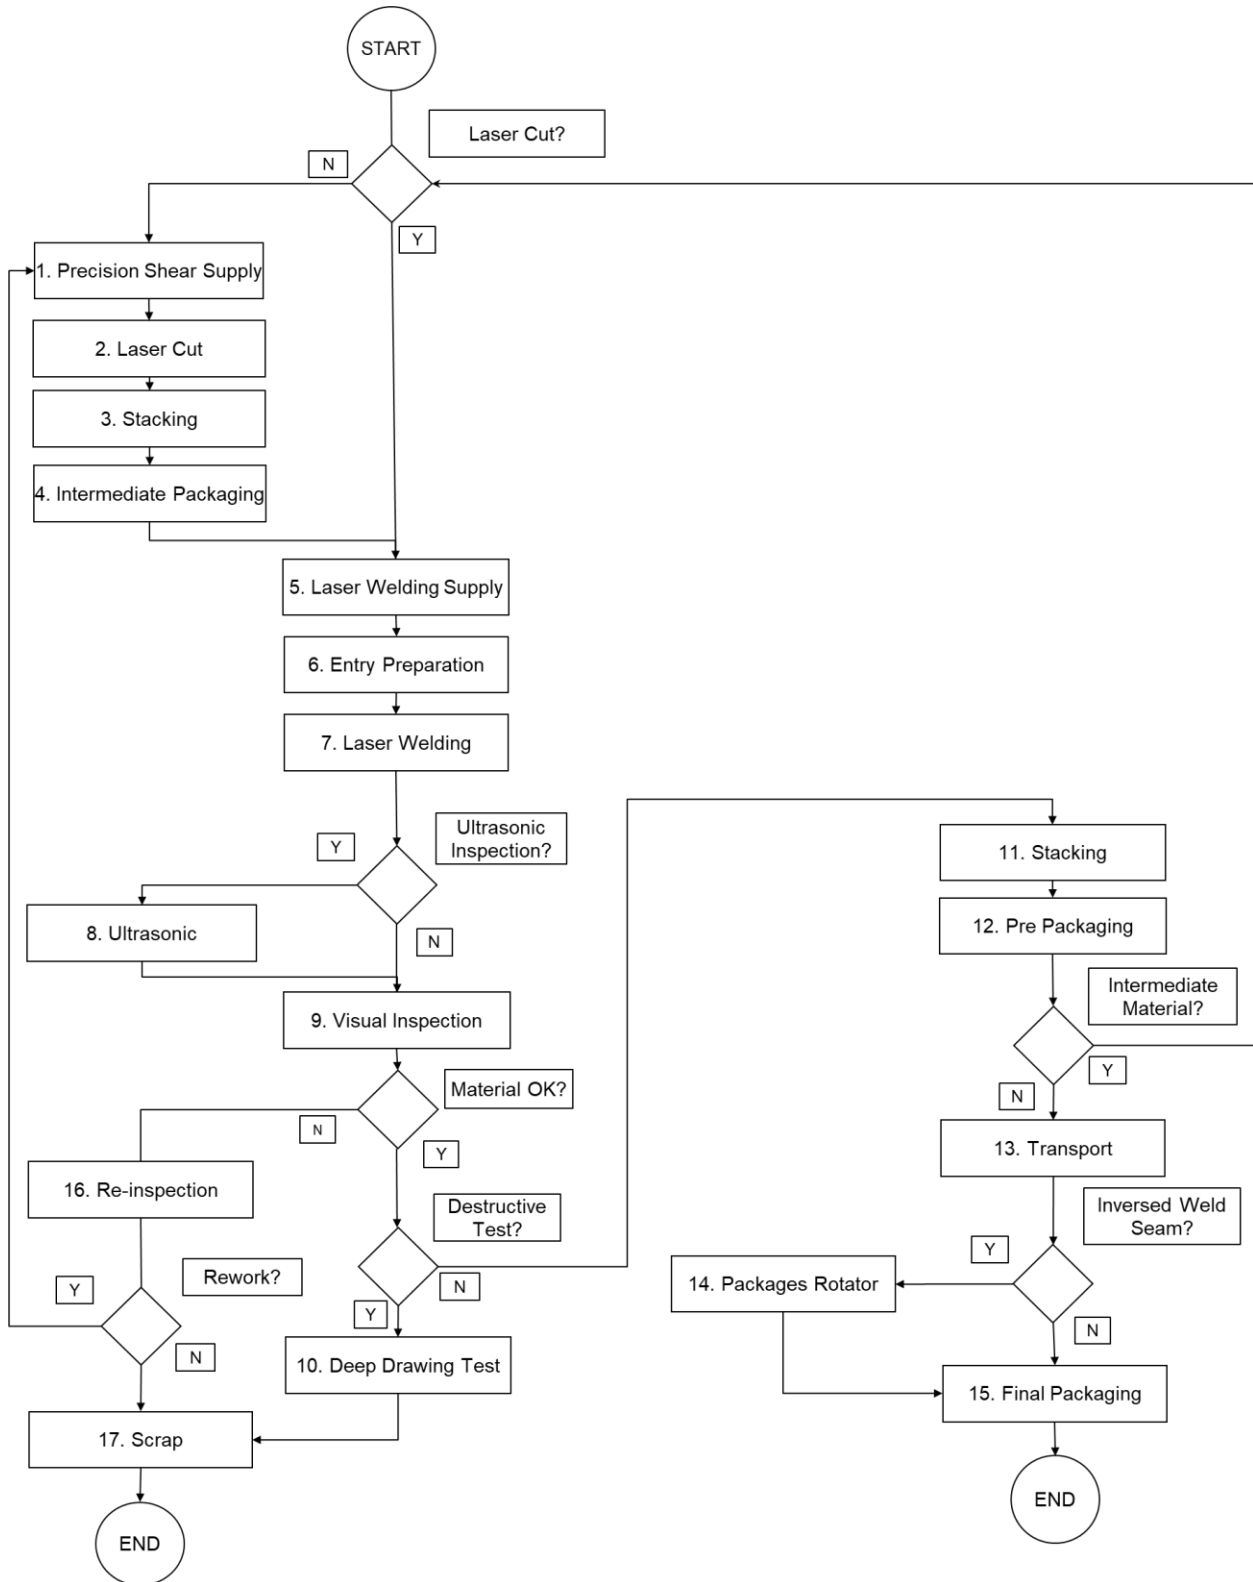 START
Laser Cut?
N
Y
1. Precision Shear Supply
2. Laser Cut
3. Stacking
4. Intermediate Packaging
5. Laser Welding Supply
6. Entry Preparation
7. Laser Welding
Ultrasonic
Inspection?
Y
N
8. Ultrasonic
9. Visual Inspection
Material OK?
N
Y
16. Re-inspection
Destructive
Test?
Rework?
Y
N
N
Y
10. Deep Drawing Test
17. Scrap
END
11. Stacking
12. Pre Packaging
Intermediate
Material?
Y
N
13. Transport
Inversed Weld
Seam?
Y
14. Packages Rotator
N
15. Final Packaging
END